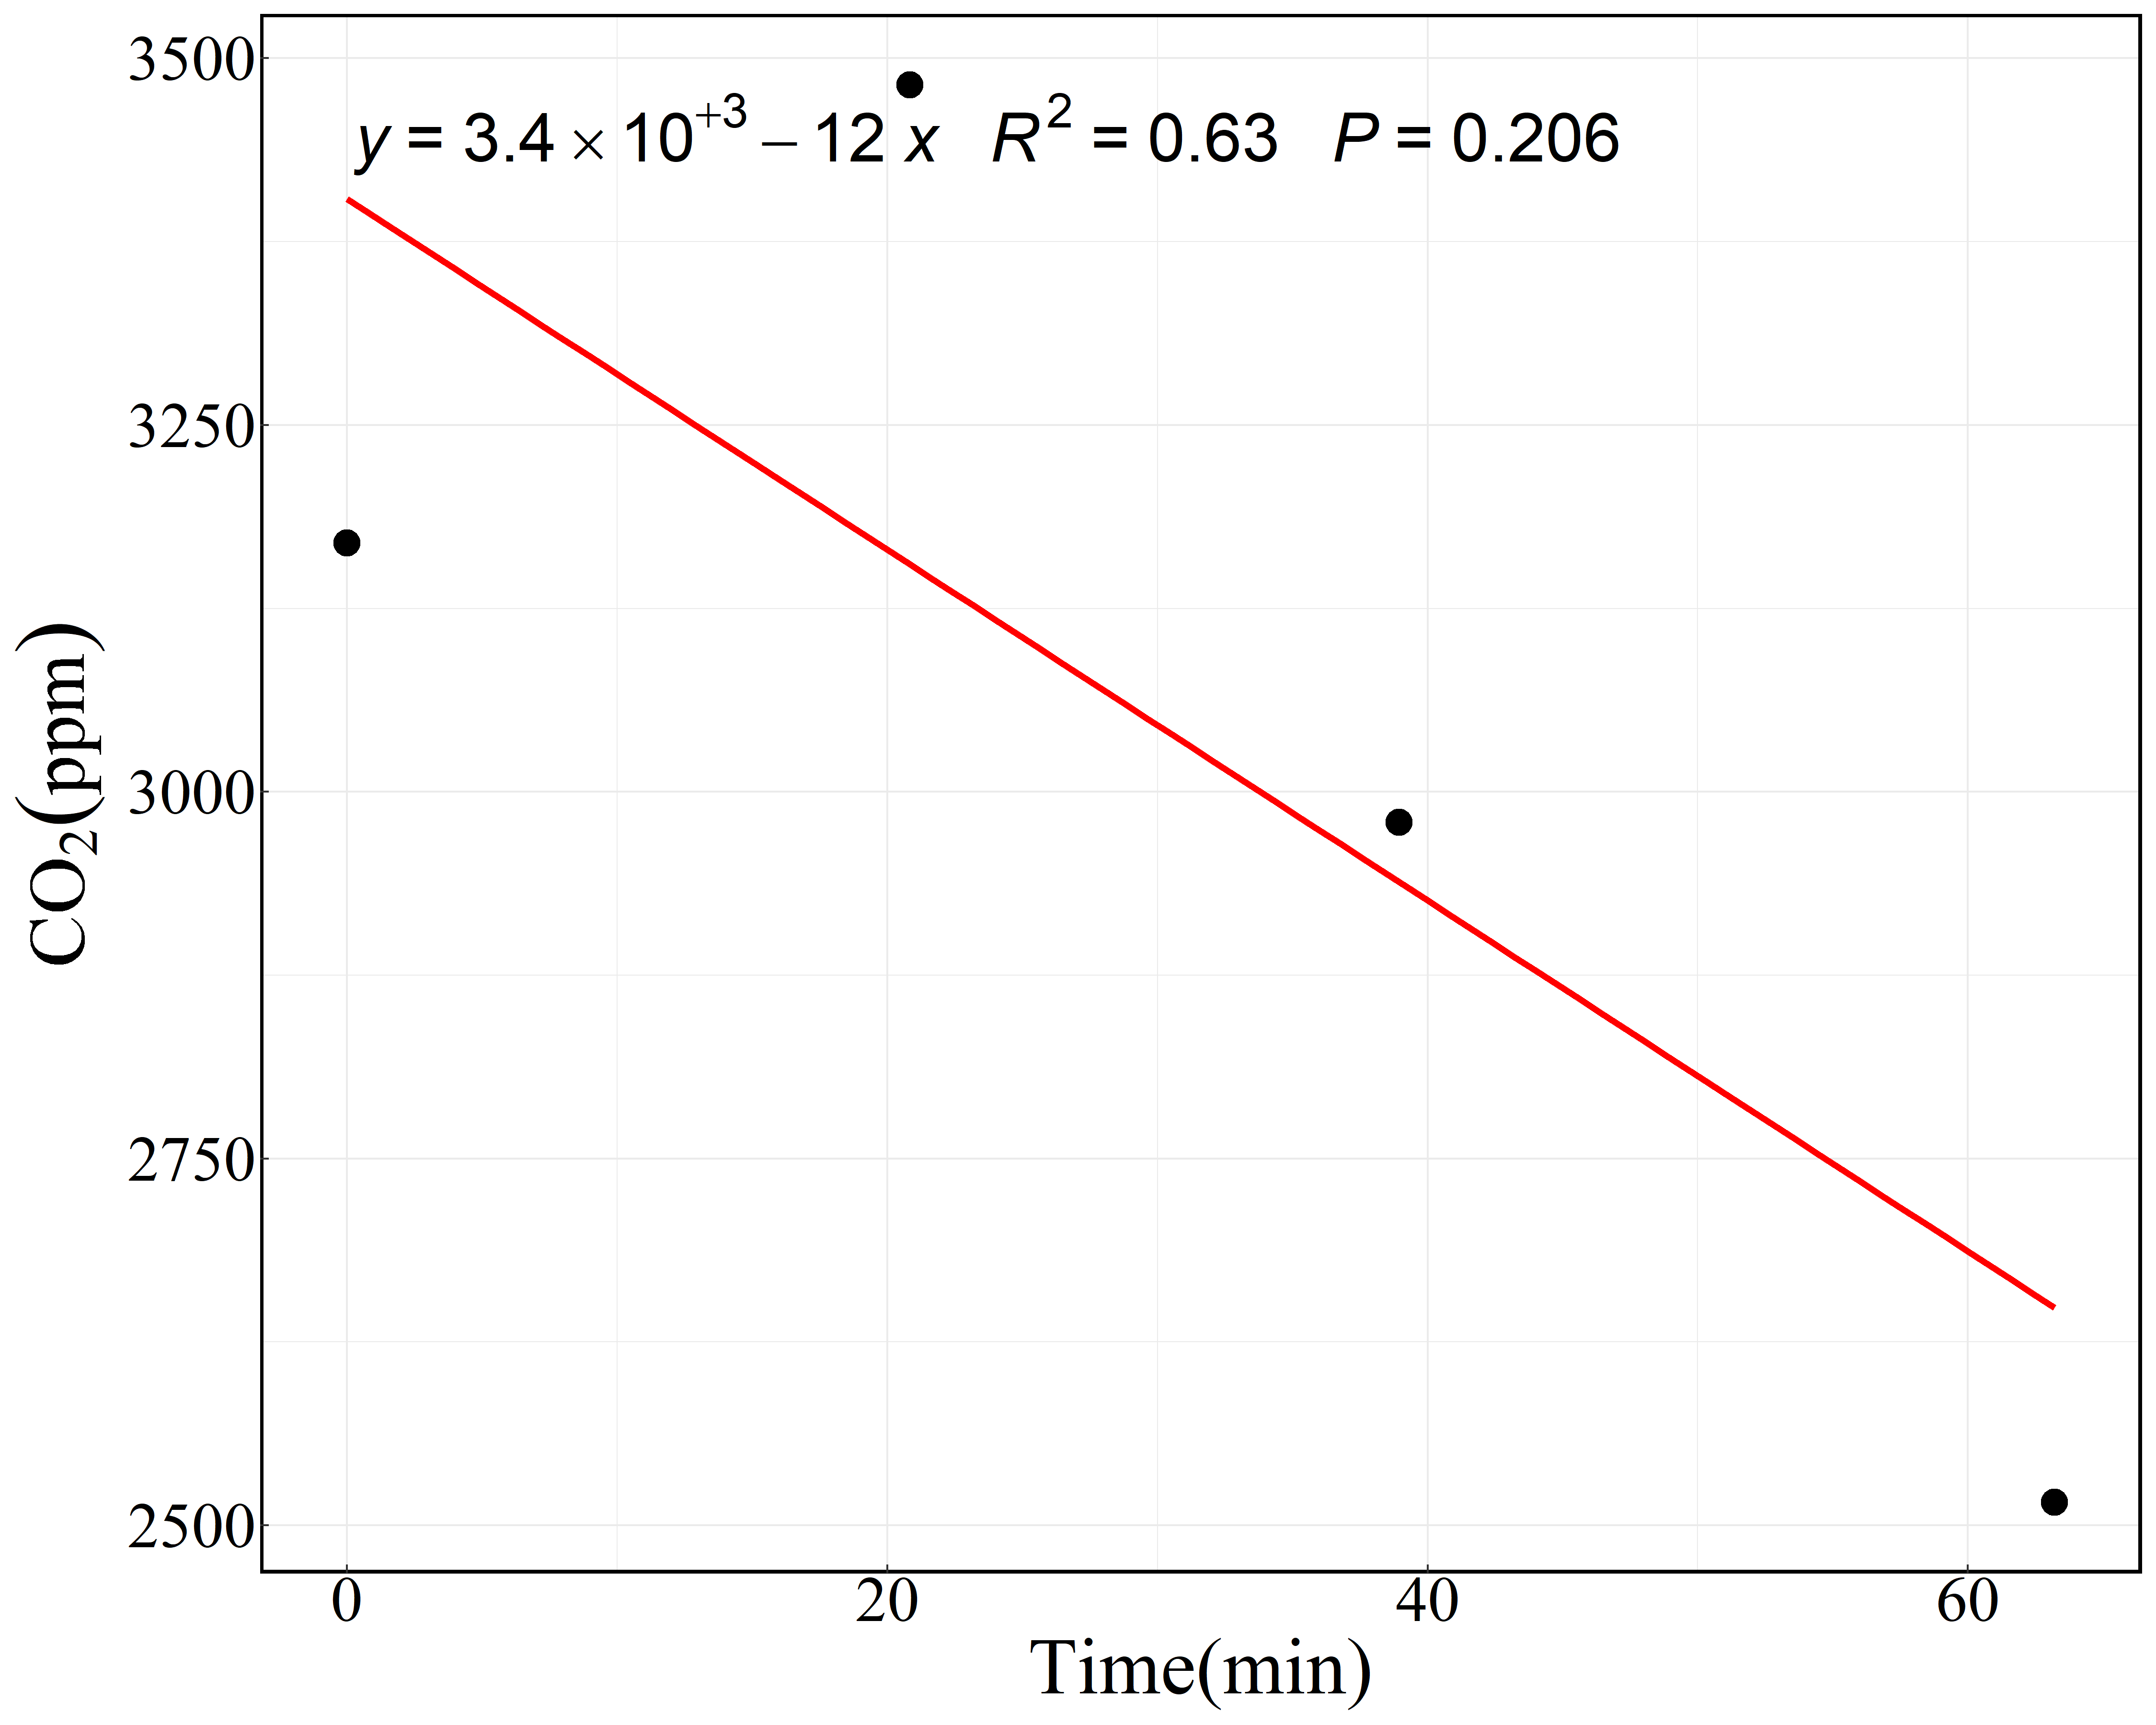 3500
y = 3.4 × 10⁺³ – 12 x R² = 0.63 P = 0.206
3250
3000
2750
2500
CO₂(ppm)
0 20 40 60
Time(min)